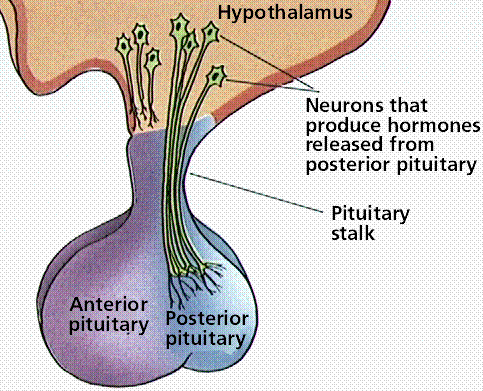 Hypothalamus
Neurons that
produce hormones
released from
posterior pituitary
Pituitary
stalk
Anterior
pituitary
Posterior
pituitary